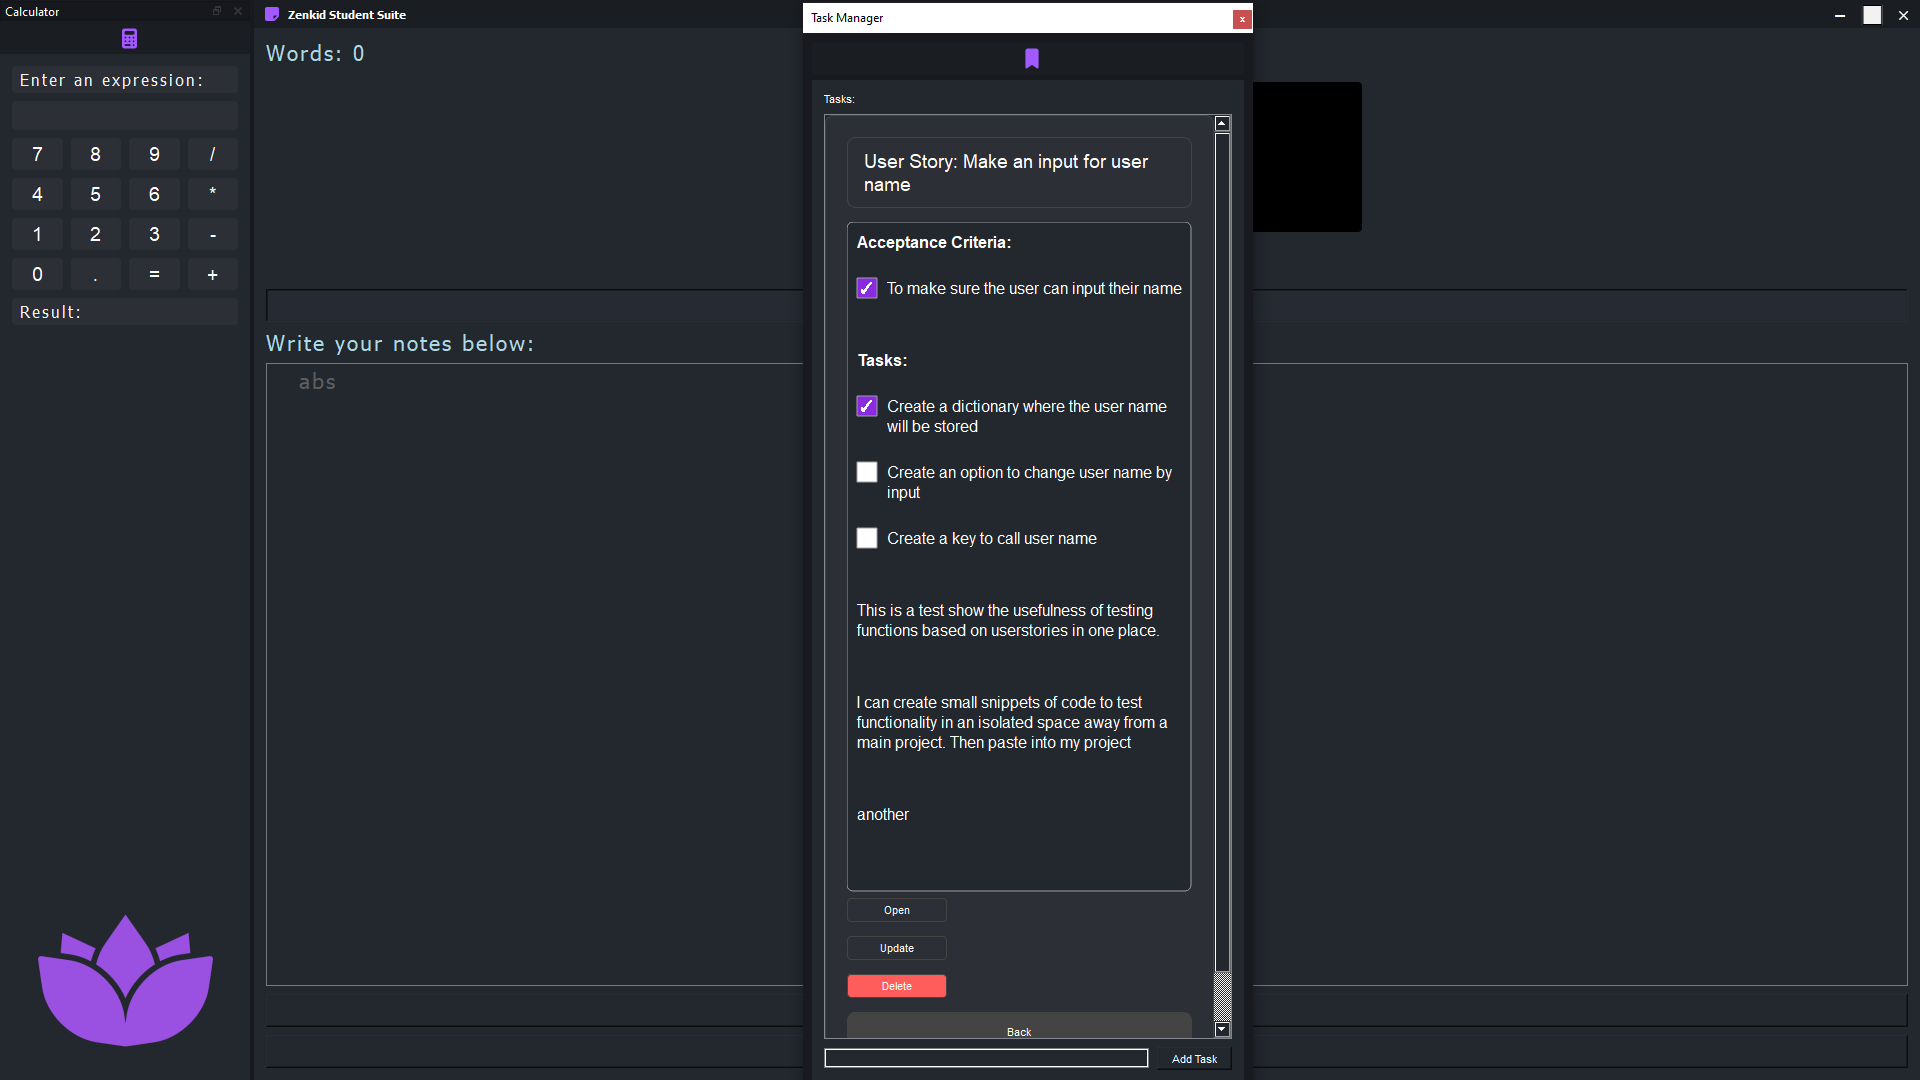 Calculator
Enter an expression:
7 8 9 /
4 5 6 *
1 2 3 -
0 . = +
Result:
Zenkid Student Suite
Words: 0
Write your notes below:
abs
Task Manager
x
Tasks:
User Story: Make an input for user
name
Acceptance Criteria:
To make sure the user can input their name
Tasks:
Create a dictionary where the user name
will be stored
Create an option to change user name by
input
Create a key to call user name
This is a test show the usefulness of testing
functions based on userstories in one place.
I can create small snippets of code to test
functionality in an isolated space away from a
main project. Then paste into my project
another
Open
Update
Delete
Back
Add Task